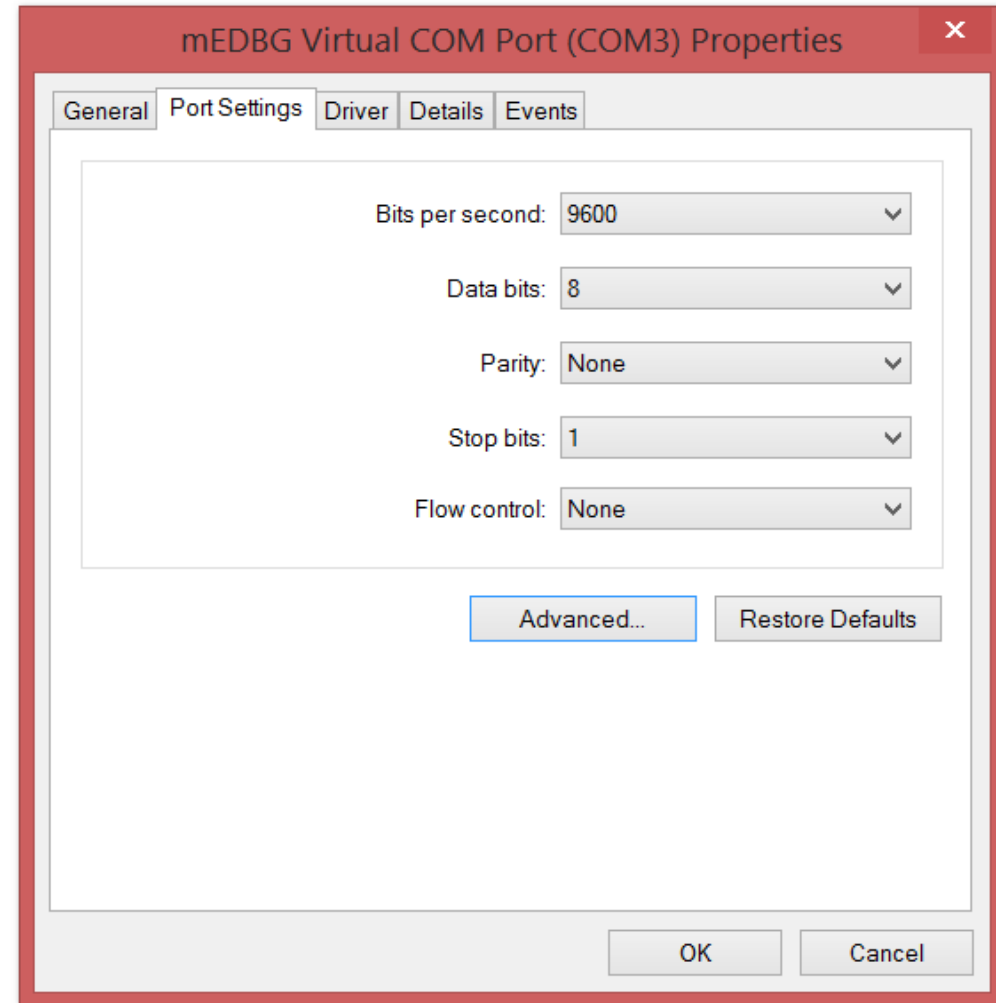 mEDBG Virtual COM Port (COM3) Properties
General Port Settings Driver Details Events
Bits per second: 9600
Data bits: 8
Parity: None
Stop bits: 1
Flow control: None
Advanced... Restore Defaults
OK Cancel